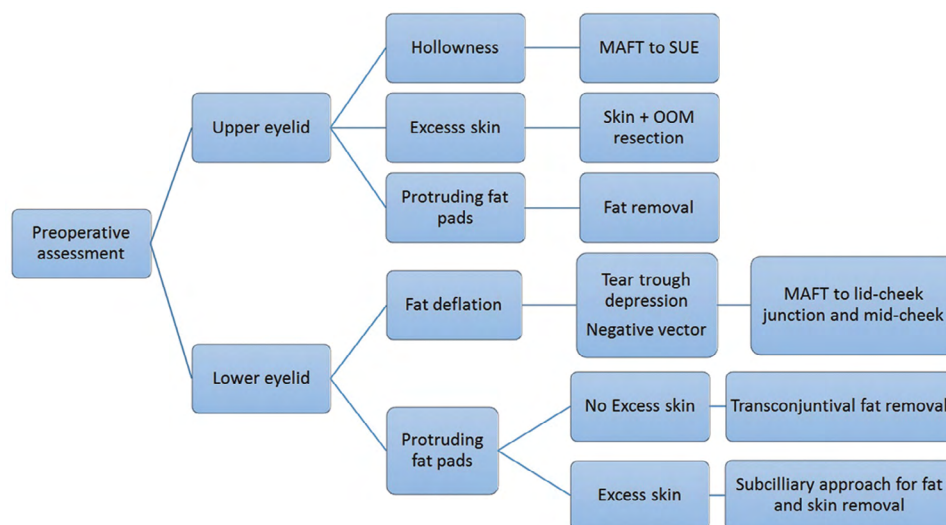 Preoperative
assessment
Upper eyelid
Hollowness
MAFT to SUE
Excesss skin
Skin + OOM
resection
Protruding fat
pads
Fat removal
Lower eyelid
Fat deflation
Tear trough
depression
Negative vector
MAFT to lid-cheek
junction and mid-cheek
Protruding
fat pads
No Excess skin
Transconjuntival fat removal
Excess skin
Subcilliary approach for fat
and skin removal